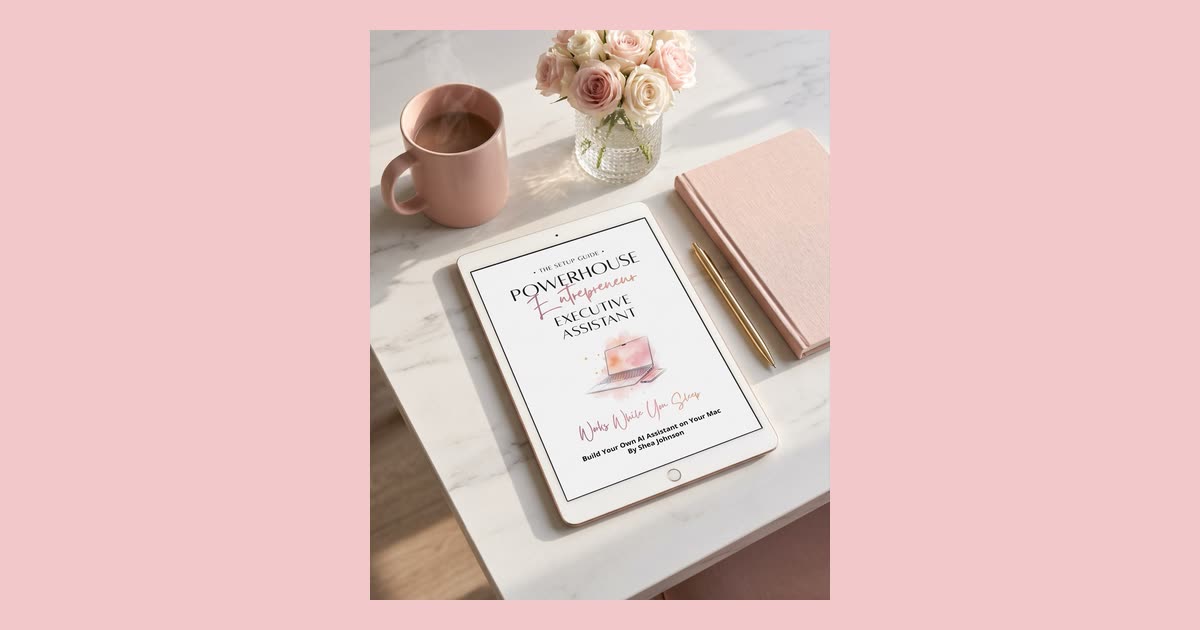 • THE SETUP GUIDE •
POWERHOUSE
Entrepreneur
EXECUTIVE
ASSISTANT
Works While You Sleep
Build Your Own AI Assistant on Your Mac
By Shea Johnson